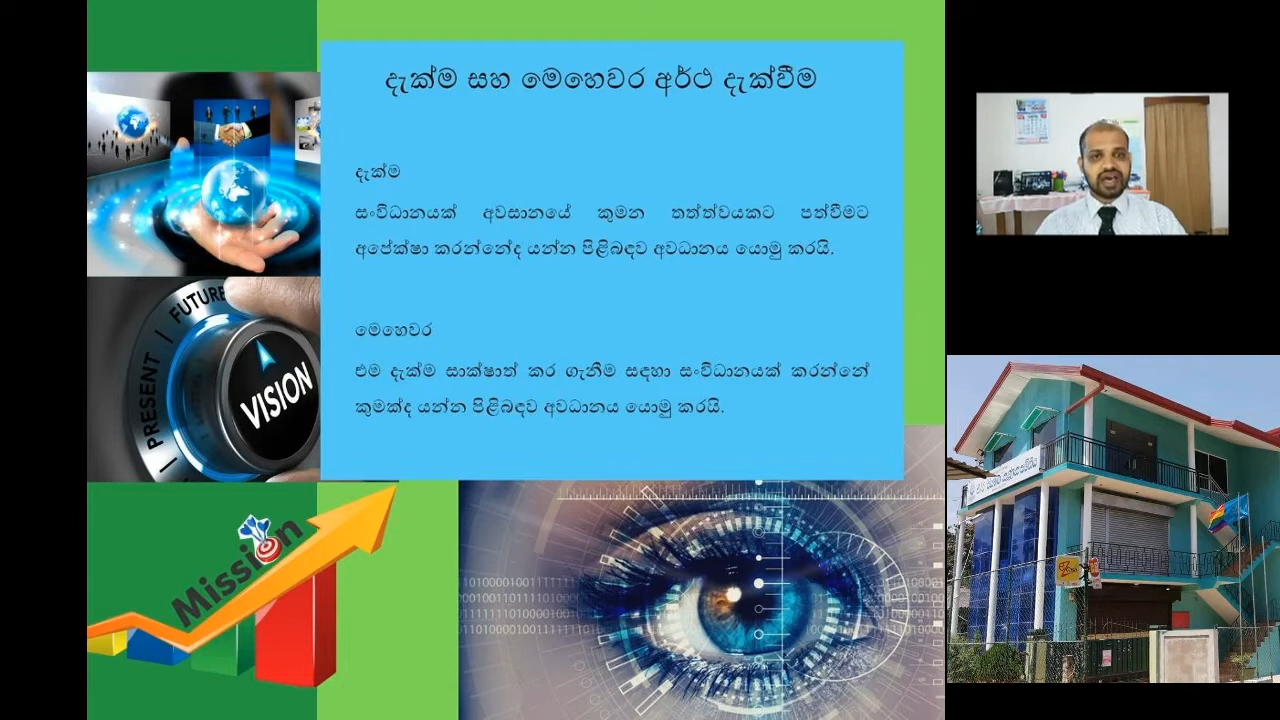 දැක්ම සහ මෙහෙවර අර්ථ දැක්වීම
දැක්ම
සංවිධානයක් අවසානයේ කුමන තත්ත්වයකට පත්වීමට
අපේක්ෂා කරන්නේද යන්න පිළිබඳව අවධානය යොමු කරයි.
මෙහෙවර
එම දැක්ම සාක්ෂාත් කර ගැනීම සඳහා සංවිධානයක් කරන්නේ
කුමක්ද යන්න පිළිබඳව අවධානය යොමු කරයි.
PRESENT
FUTURE
VISION
Mission